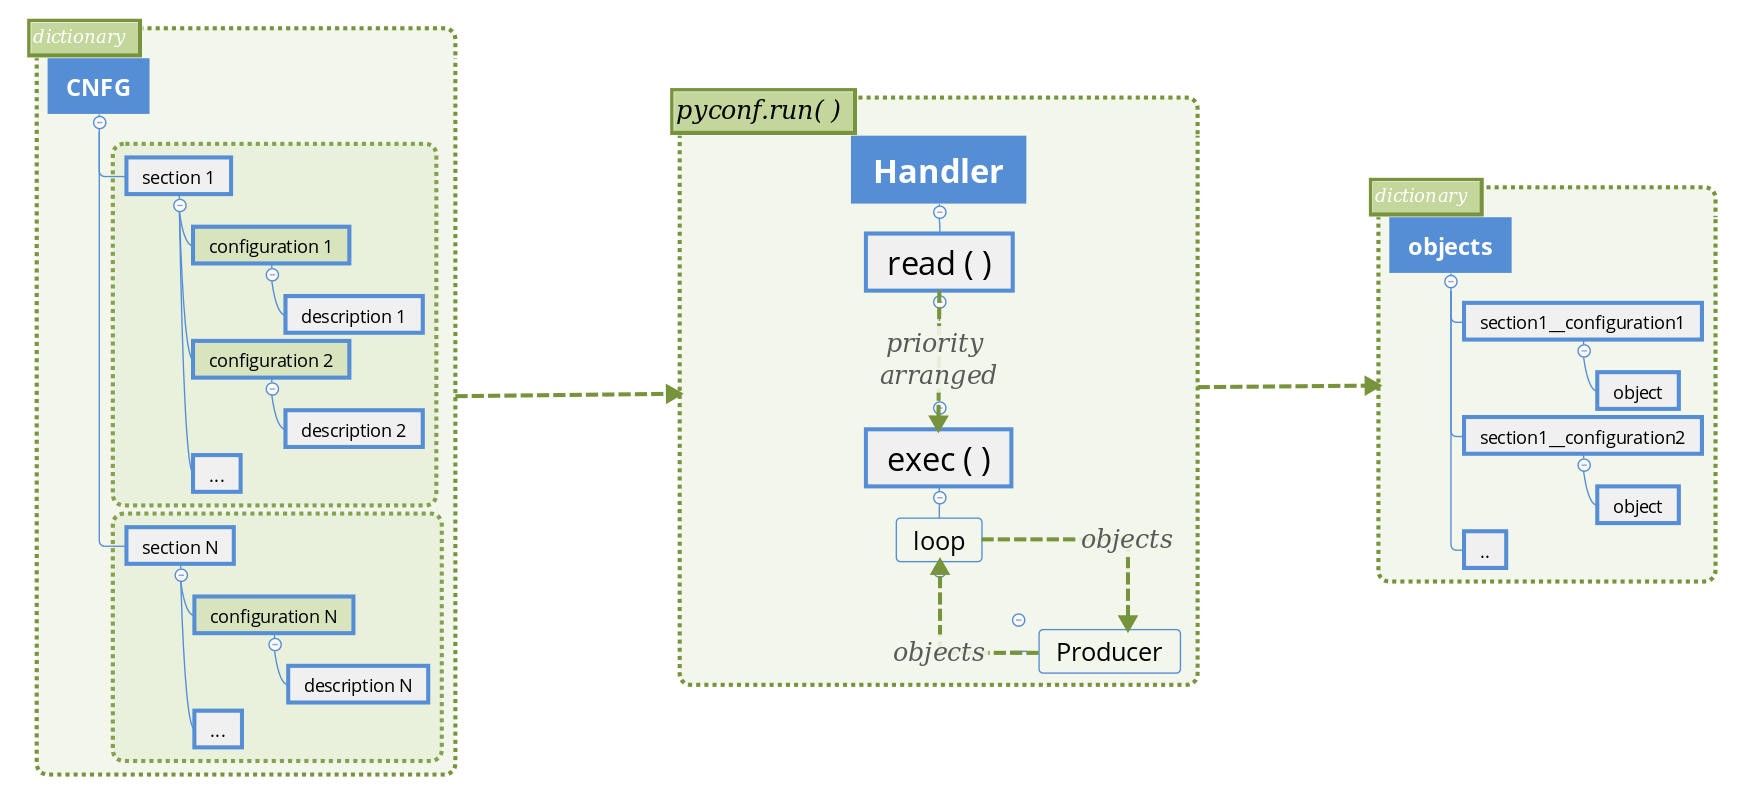 dictionary
CNFG
section 1
configuration 1
description 1
configuration 2
description 2
...
section N
configuration N
description N
...
pyconf.run( )
Handler
read ( )
priority
arranged
exec ( )
loop
objects
objects
Producer
dictionary
objects
section1__configuration1
object
section1__configuration2
object
..